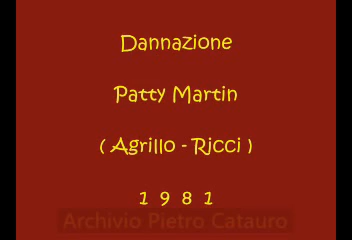 Dannazione
Patty Martin
( Agrillo - Ricci )
1 9 8 1
Archivio Pietro Catauro